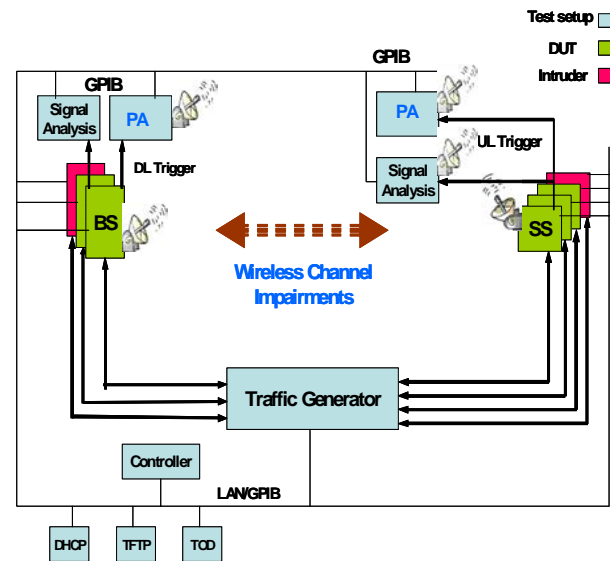 Test setup
DUT
Intruder
GPIB
GPIB
Signal
Analysis
PA
DL Trigger
BS
PA
UL Trigger
Signal
Analysis
SS
Wireless Channel
Impairments
Traffic Generator
Controller
LAN/GPIB
DHCP
TFTP
TOD